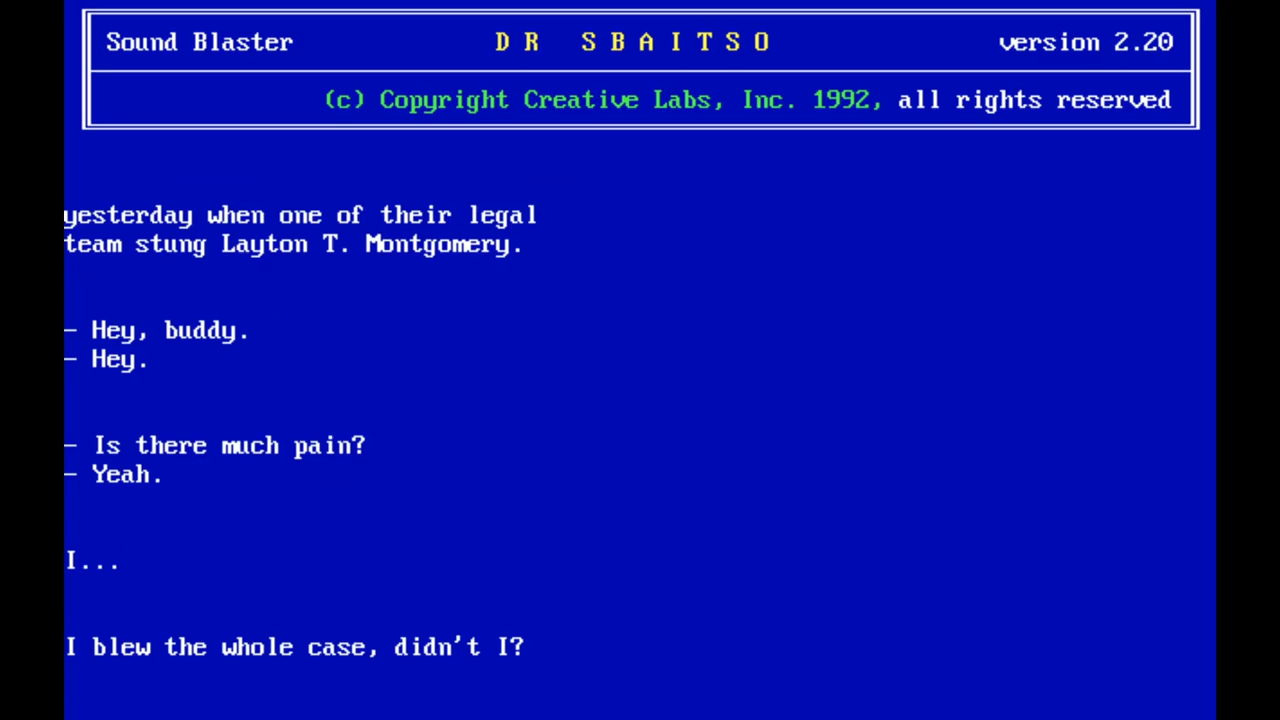 Sound Blaster D R S B A I T S O version 2.20
(c) Copyright Creative Labs, Inc. 1992, all rights reserved
yesterday when one of their legal
team stung Layton T. Montgomery.
- Hey, buddy.
- Hey.
- Is there much pain?
- Yeah.
I...
I blew the whole case, didn't I?